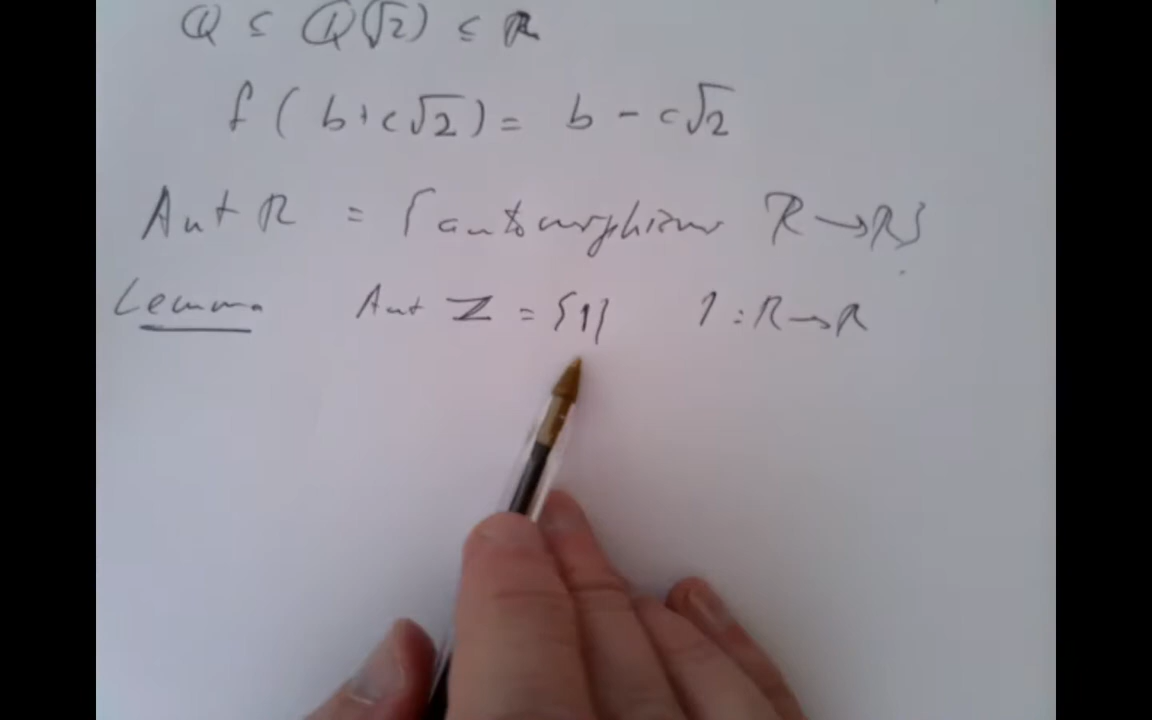 ℚ ≤ ℚ(√2) ≤ ℝ
f(b+c√2) = b - c√2
Aut R = {automorphisms R → R}
Lemma Aut ℤ = {1} 1 : R → R